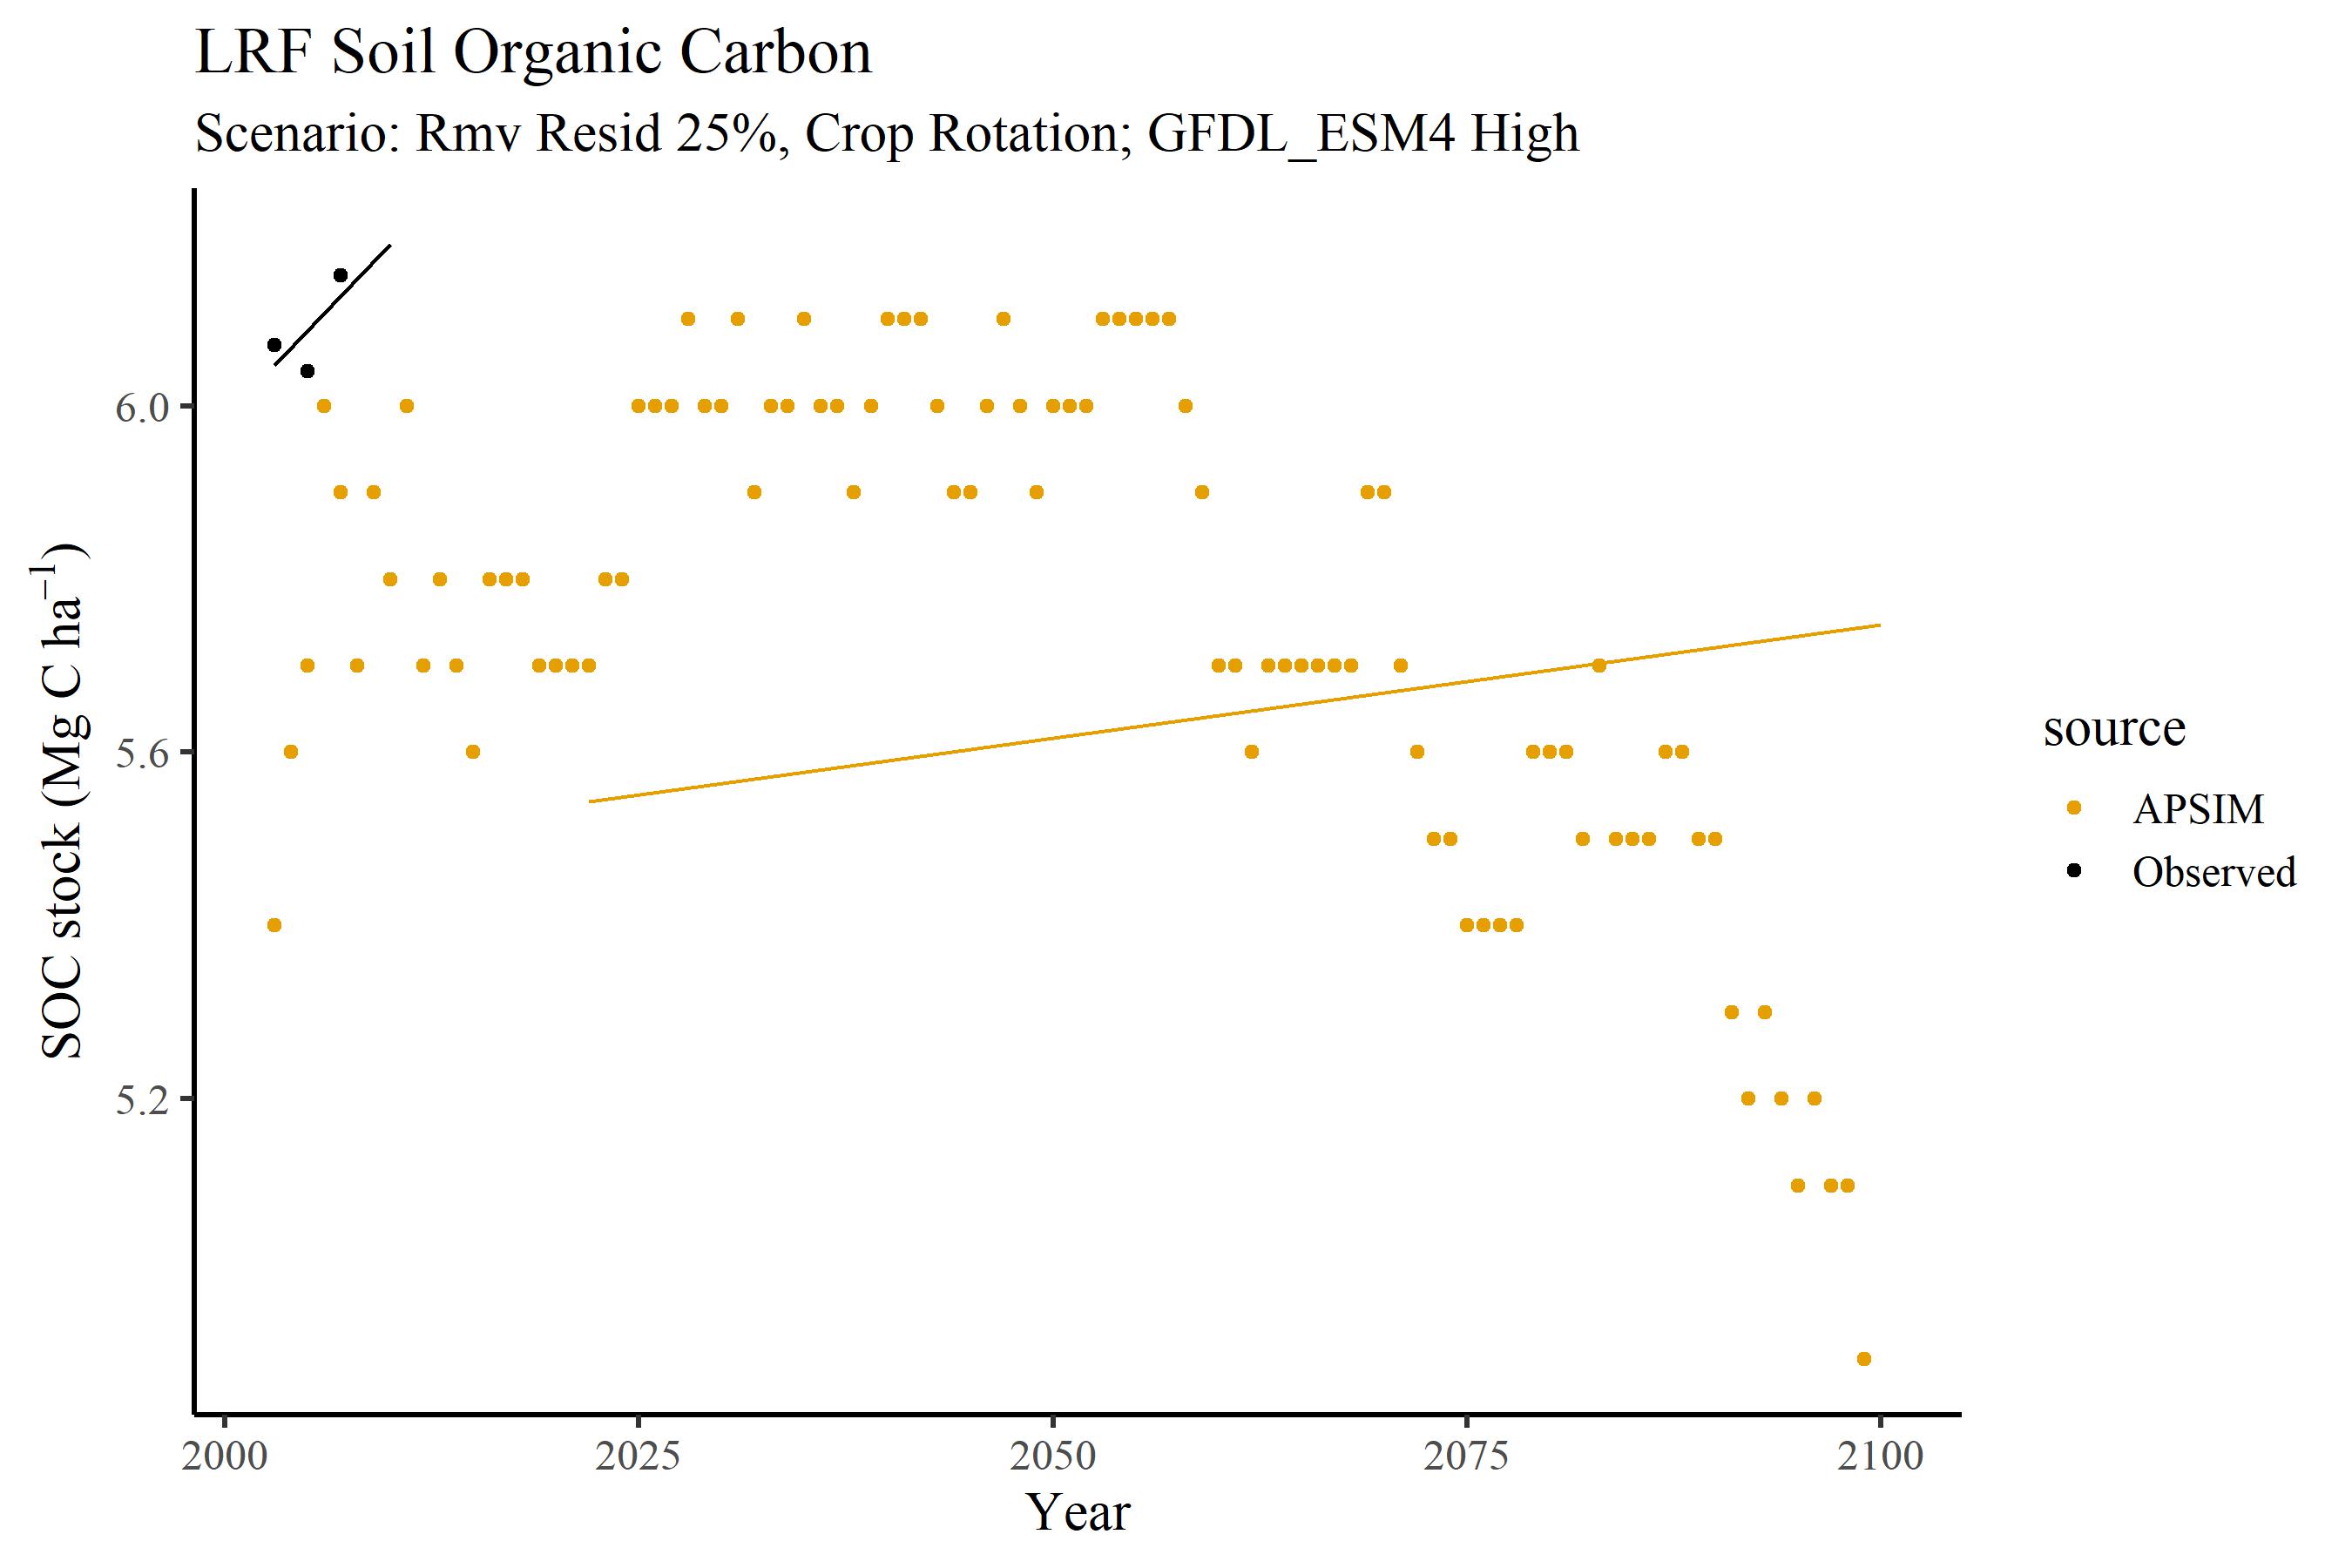 LRF Soil Organic Carbon
Scenario: Rmv Resid 25%, Crop Rotation; GFDL_ESM4 High
SOC stock (Mg C ha⁻¹)
6.0
5.6
5.2
2000
2025
2050
2075
2100
Year
source
APSIM
Observed